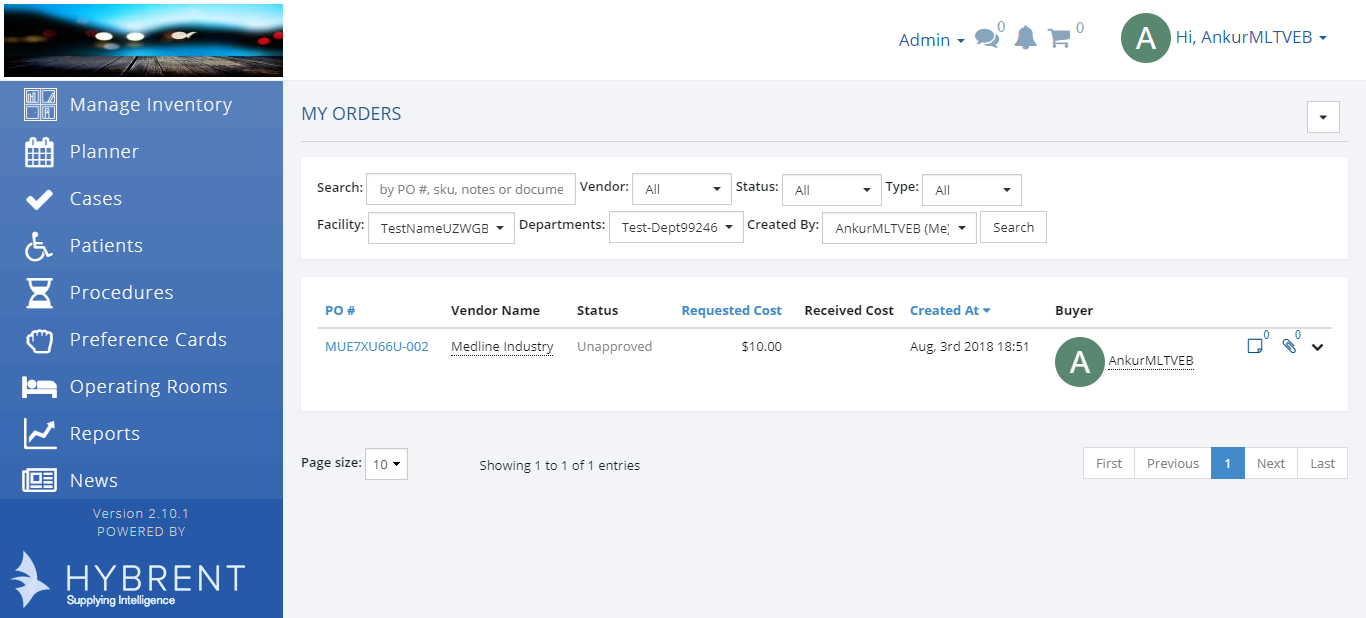 Admin 0 0 A Hi, AnkurMLTVEB
Manage Inventory
Planner
Cases
Patients
Procedures
Preference Cards
Operating Rooms
Reports
News
Version 2.10.1
POWERED BY
HYBRENT
Supplying Intelligence
MY ORDERS
Search: by PO #, sku, notes or docume Vendor: All Status: All Type: All
Facility: TestNameUZWGB Departments: Test-Dept99246 Created By: AnkurMLTVEB (Me) Search
PO # Vendor Name Status Requested Cost Received Cost Created At Buyer
MUE7XU66U-002 Medline Industry Unapproved $10.00 Aug, 3rd 2018 18:51 A AnkurMLTVEB 0 0
Page size: 10 Showing 1 to 1 of 1 entries First Previous 1 Next Last